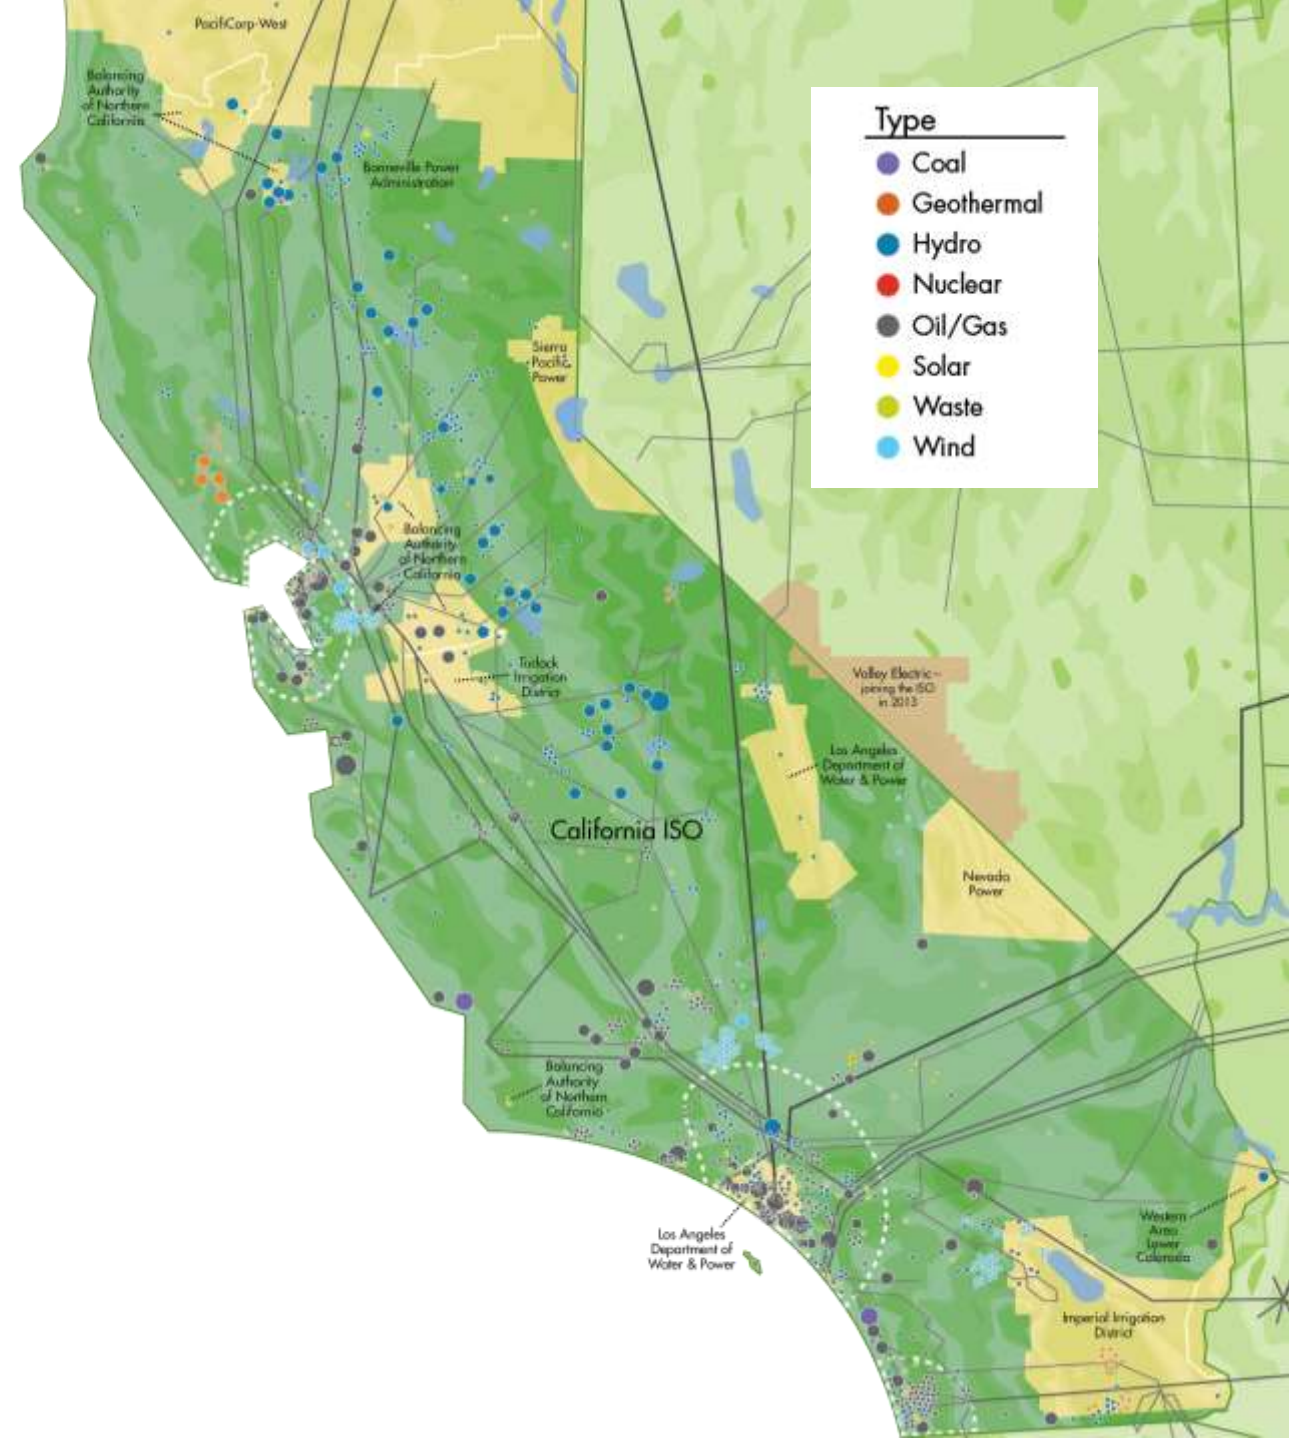 PacifiCorp-West
Balancing
Authority
of Northern
California
Bonneville Power
Administration
Type
Coal
Geothermal
Hydro
Nuclear
Oil/Gas
Solar
Waste
Wind
Sierra
Pacific
Power
Balancing
Authority
of Northern
California
Turlock
Irrigation
District
Valley Electric–
joining the ISO
in 2013
Los Angeles
Department of
Water & Power
California ISO
Nevada
Power
Balancing
Authority
of Northern
California
Los Angeles
Department of
Water & Power
Western
Area
Lower
Colorado
Imperial Irrigation
District